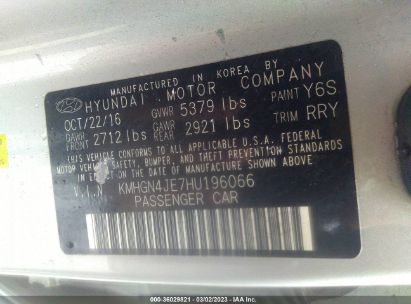 MANUFACTURED IN KOREA BY
HYUNDAI MOTOR COMPANY
OCT/22/16 GVWR 5379 lbs PAINT Y6S
GAWR FRONT 2712 lbs GAWR REAR 2921 lbs TRIM RRY
THIS VEHICLE CONFORMS TO ALL APPLICABLE U.S.A. FEDERAL
MOTOR VEHICLE SAFETY, BUMPER, AND THEFT PREVENTION STANDARDS
IN EFFECT ON THE DATE OF MANUFACTURE SHOWN ABOVE.
V.I.N. KMHGN4JE7HU196066
PASSENGER CAR
000-36029821 - 03/02/2023 - IAA Inc.